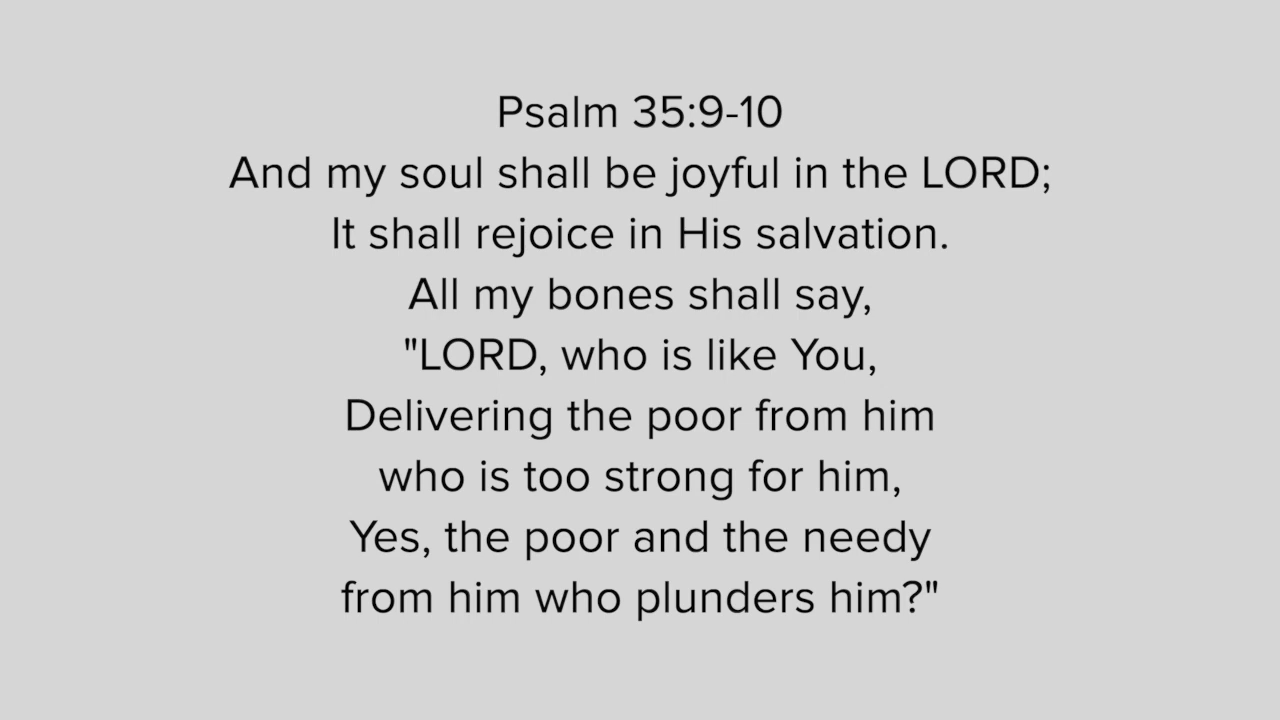 Psalm 35:9-10
And my soul shall be joyful in the LORD;
It shall rejoice in His salvation.
All my bones shall say,
"LORD, who is like You,
Delivering the poor from him
who is too strong for him,
Yes, the poor and the needy
from him who plunders him?"